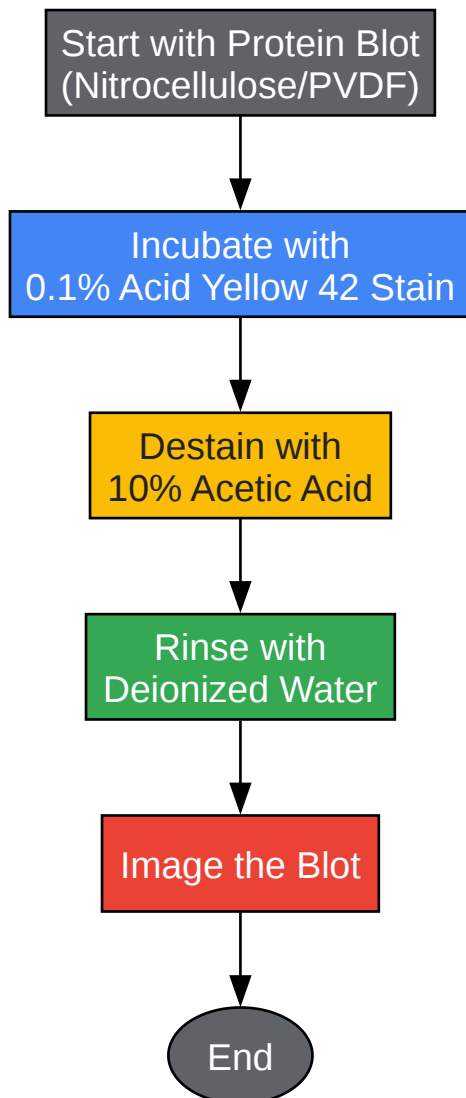 Start with Protein Blot
(Nitrocellulose/PVDF)
Incubate with
0.1% Acid Yellow 42 Stain
Destain with
10% Acetic Acid
Rinse with
Deionized Water
Image the Blot
End